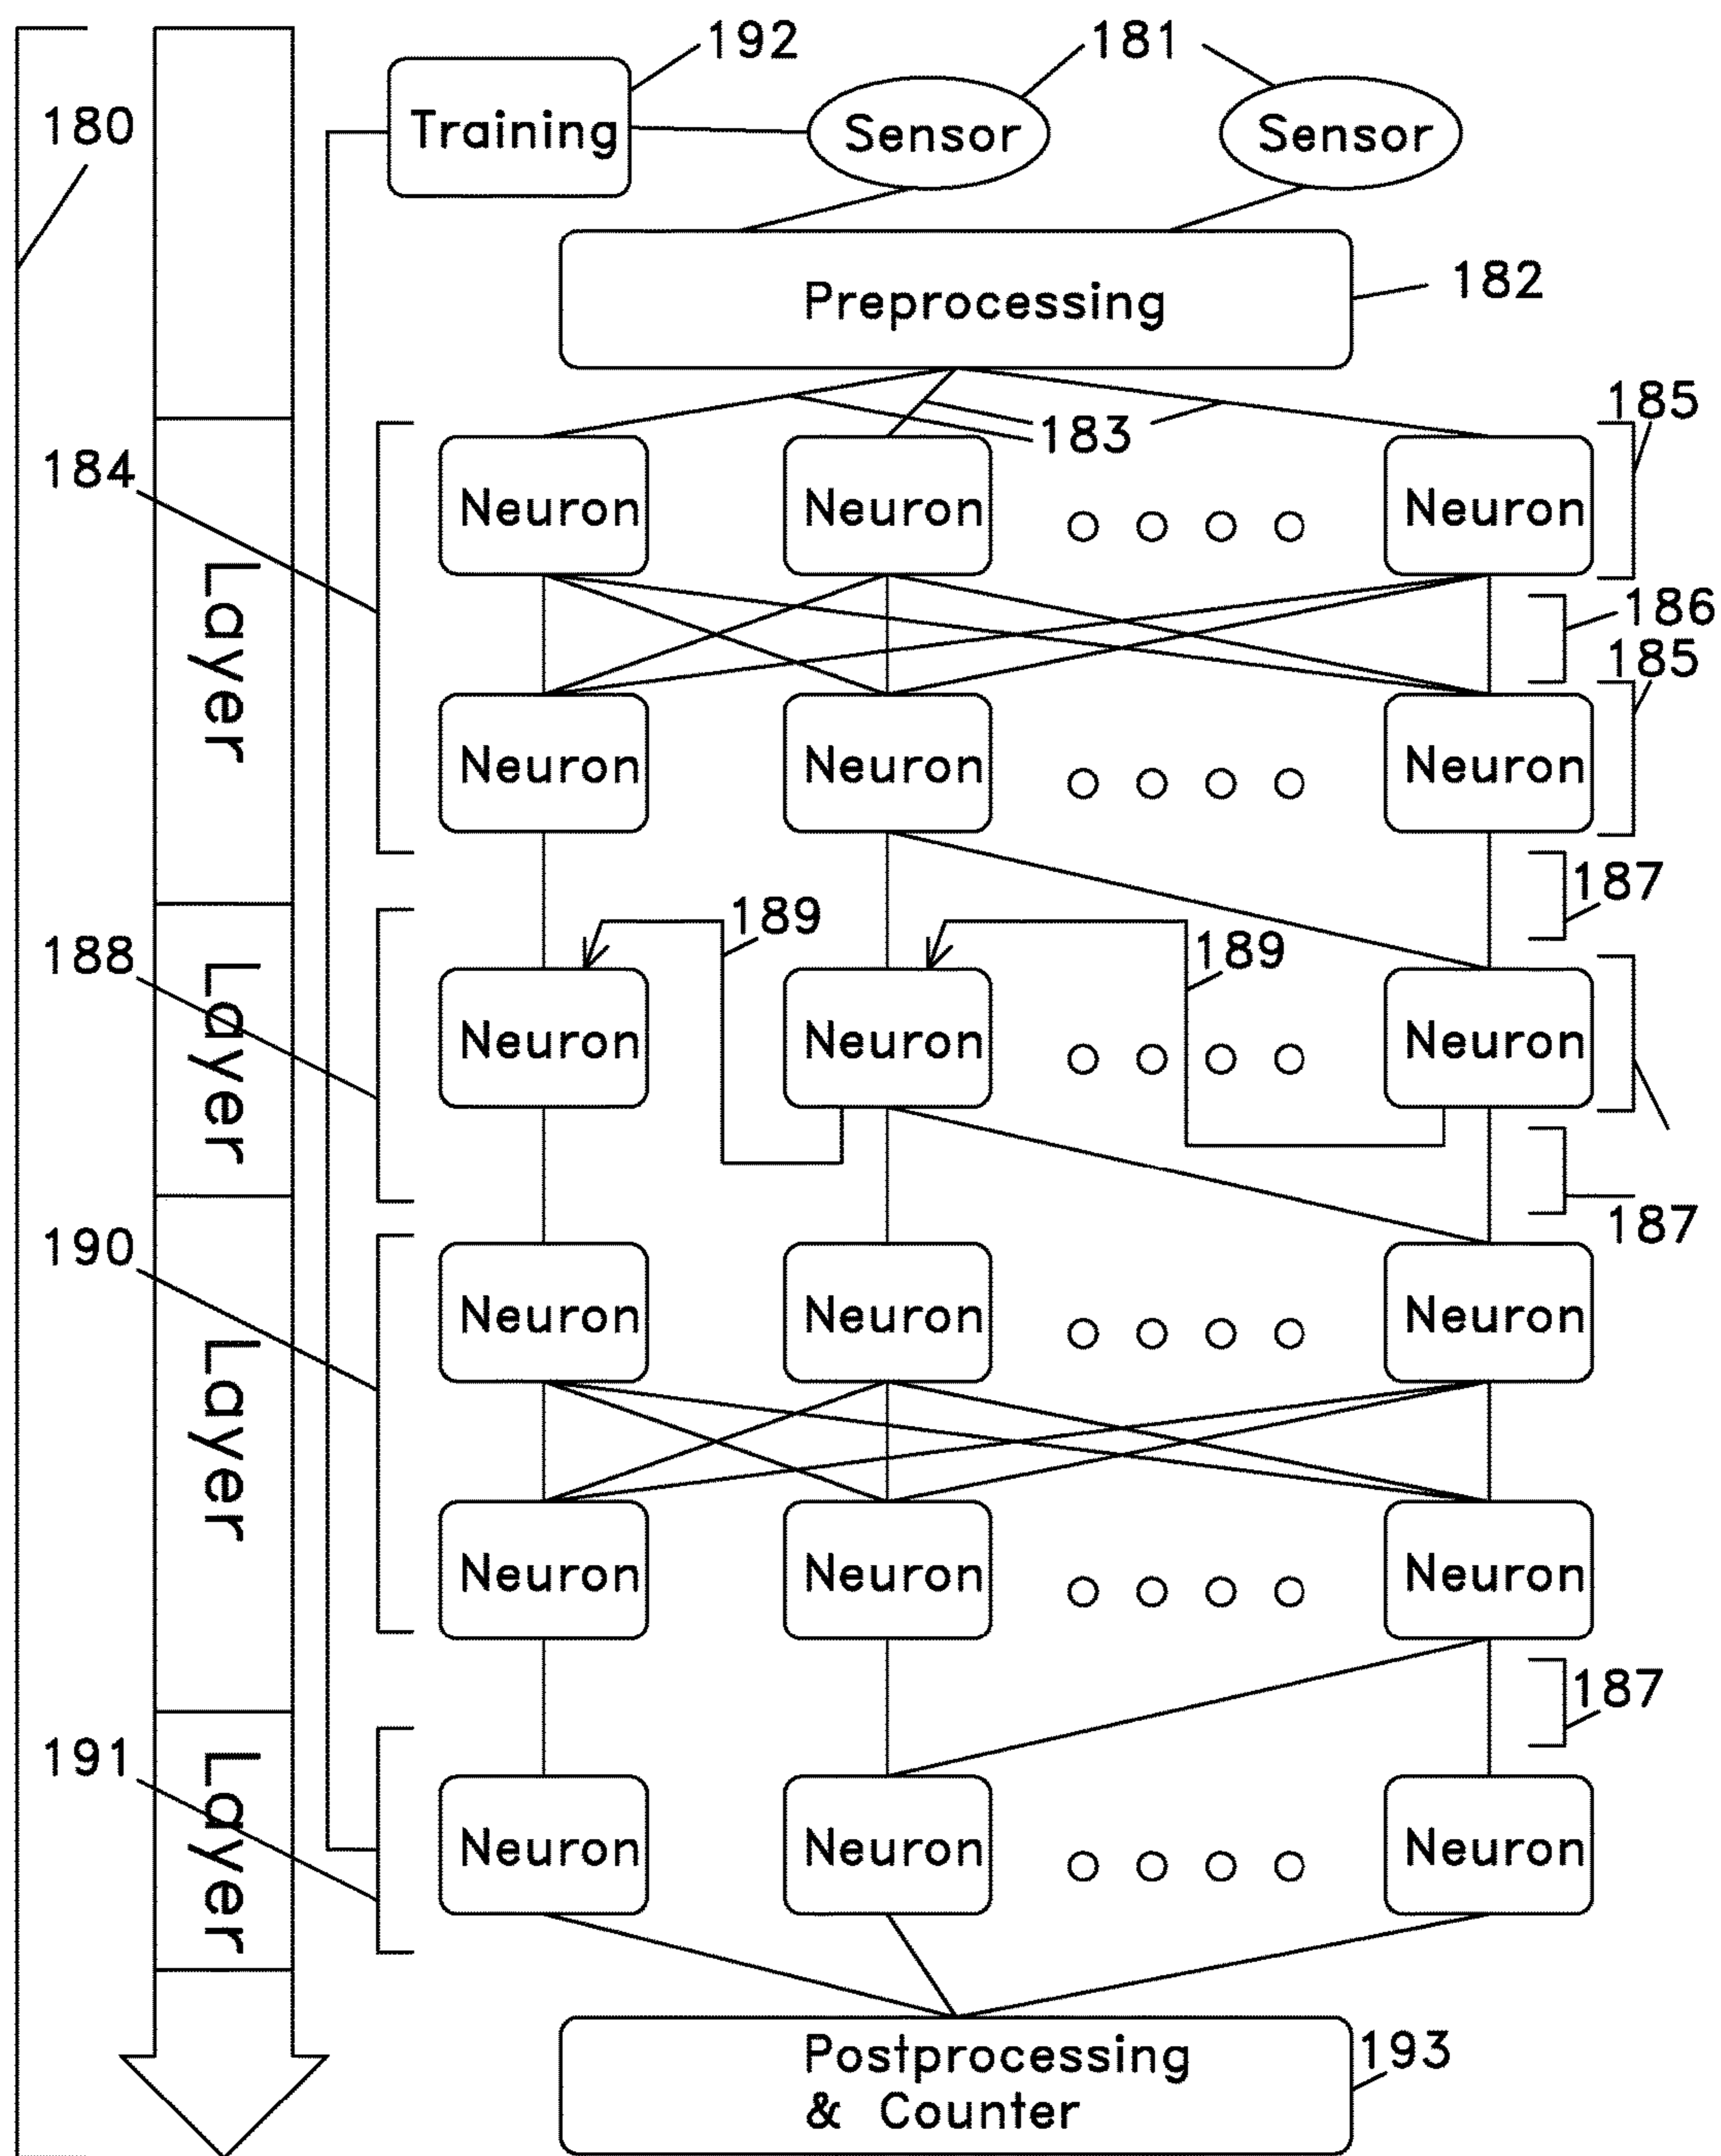 192
181
180
Training
Sensor
Sensor
Preprocessing
182
183
185
184
Neuron
Neuron
Neuron
Layer
186
185
Neuron
Neuron
Neuron
187
189
189
188
Layer
Neuron
Neuron
Neuron
187
190
Neuron
Neuron
Neuron
Layer
Neuron
Neuron
Neuron
187
191
Layer
Neuron
Neuron
Neuron
Postprocessing
& Counter
193